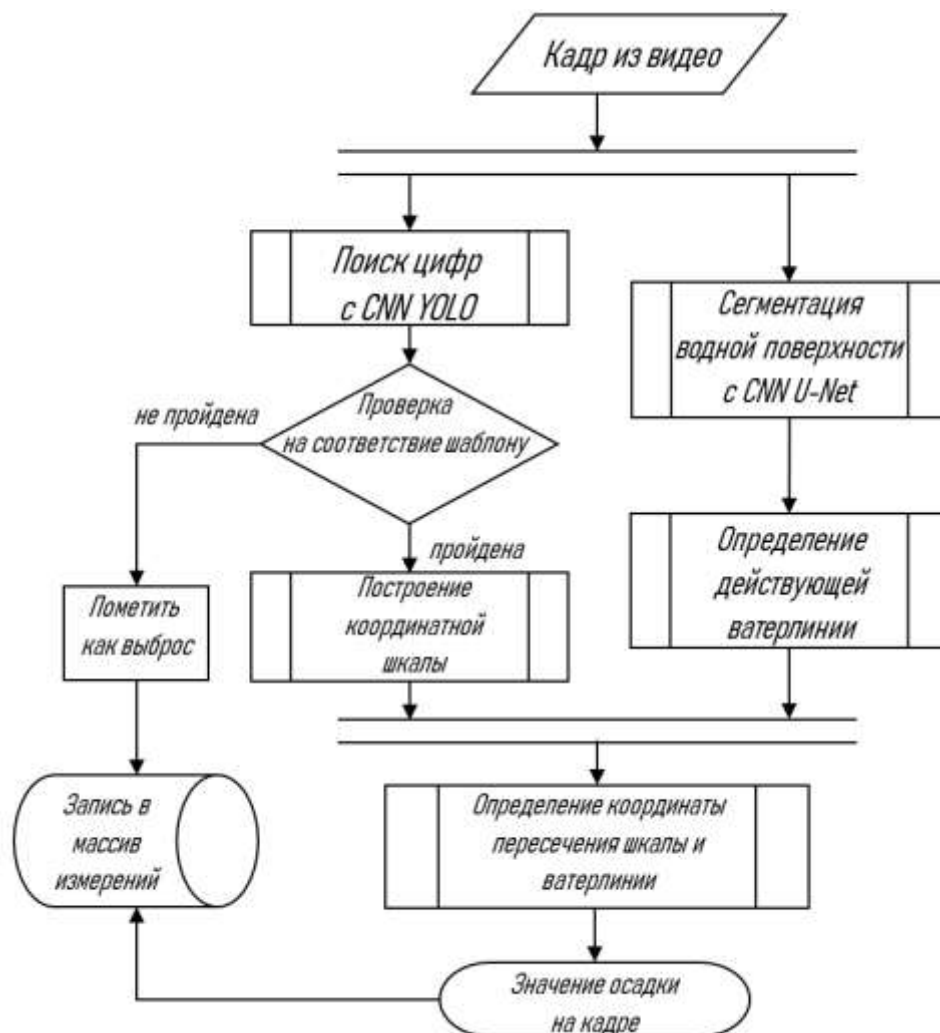 Кадр из видео
Поиск цифр
с CNN YOLO
Сегментация
водной поверхности
с CNN U-Net
не пройдена
Проверка
на соответствие шаблону
пройдена
Определение
действующей
ватерлинии
Пометить
как выброс
Построение
координатной
шкалы
Запись в
массив
измерений
Определение координаты
пересечения шкалы и
ватерлинии
Значение осадки
на кадре